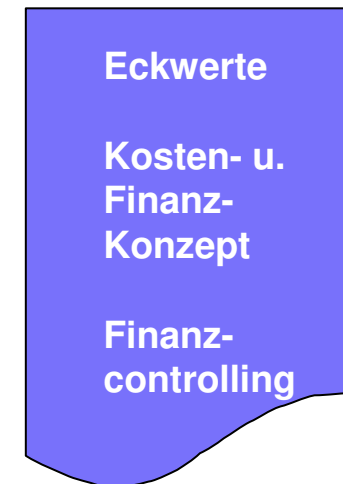 Eckwerte
Kosten- u.
Finanz-
Konzept
Finanz-
controlling